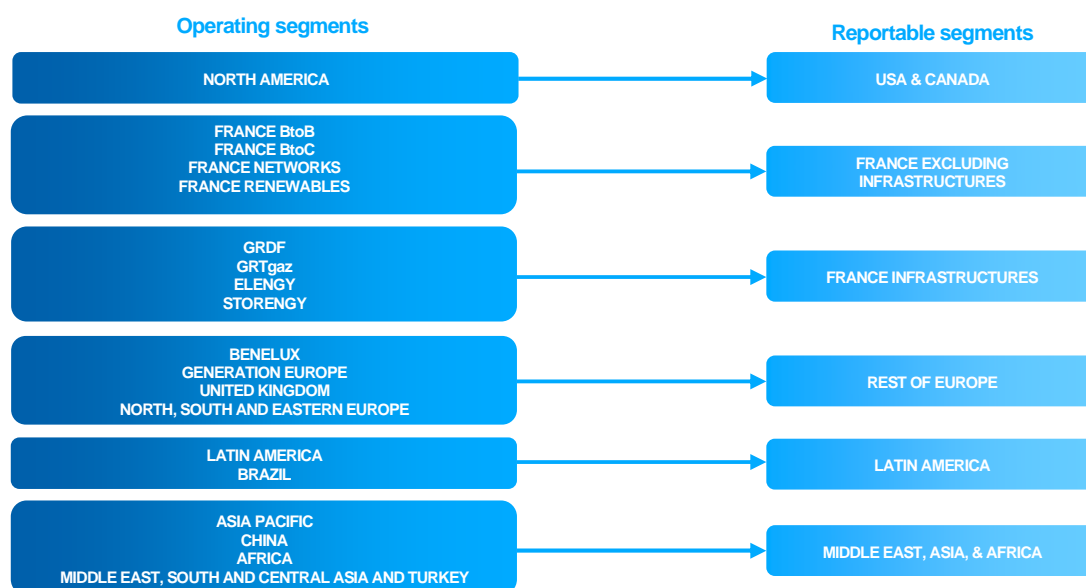 Operating segments
Reportable segments
NORTH AMERICA
USA & CANADA
FRANCE BtoB
FRANCE BtoC
FRANCE NETWORKS
FRANCE RENEWABLES
FRANCE EXCLUDING
INFRASTRUCTURES
GRDF
GRTgaz
ELENGY
STORENGY
FRANCE INFRASTRUCTURES
BENELUX
GENERATION EUROPE
UNITED KINGDOM
NORTH, SOUTH AND EASTERN EUROPE
REST OF EUROPE
LATIN AMERICA
BRAZIL
LATIN AMERICA
ASIA PACIFIC
CHINA
AFRICA
MIDDLE EAST, SOUTH AND CENTRAL ASIA AND TURKEY
MIDDLE EAST, ASIA, & AFRICA